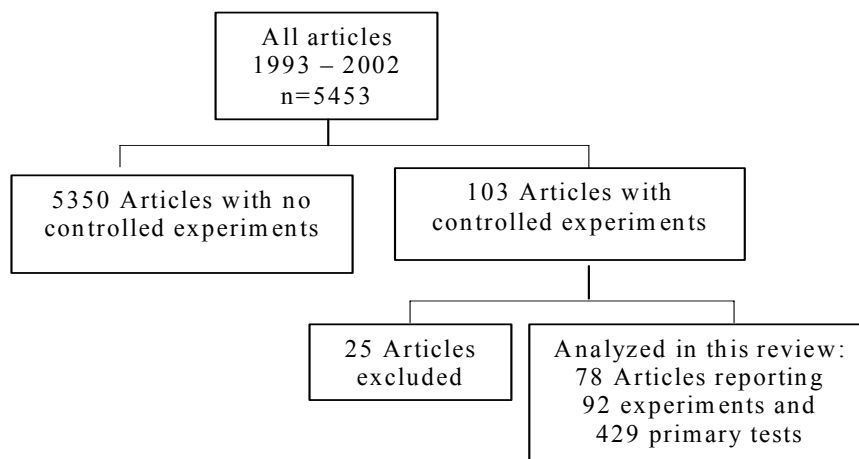 All articles
1993 – 2002
n=5453
5350 Articles with no
controlled experiments
103 Articles with
controlled experiments
25 Articles
excluded
Analyzed in this review:
78 Articles reporting
92 experiments and
429 primary tests